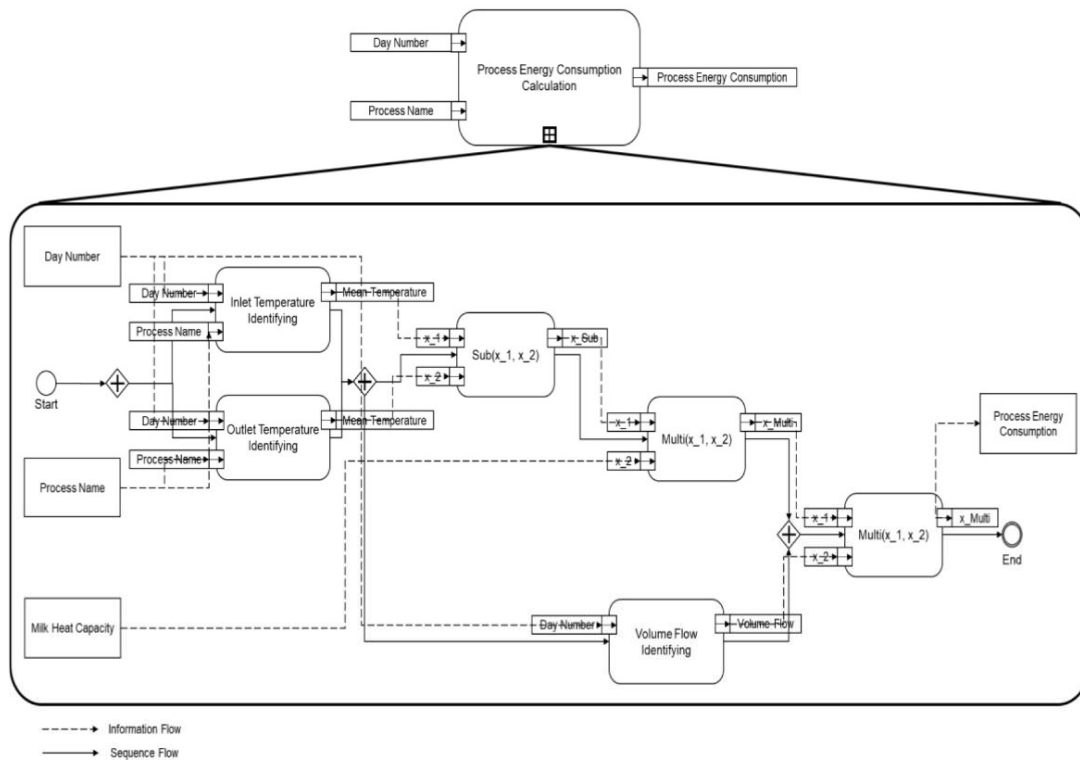 Day Number
Process Name
Process Energy Consumption
Calculation
Process Energy Consumption
Day Number
Day Number
Process Name
Inlet Temperature
Identifying
Mean Temperature
x_1
x_2
Sub(x_1, x_2)
x_Sub
Start
Day Number
Process Name
Outlet Temperature
Identifying
Mean Temperature
x_1
x_2
Multi(x_1, x_2)
x_Multi
Process Energy
Consumption
Process Name
x_1
x_2
Multi(x_1, x_2)
x_Multi
End
Milk Heat Capacity
Day Number
Volume Flow
Identifying
Volume Flow
Information Flow
Sequence Flow